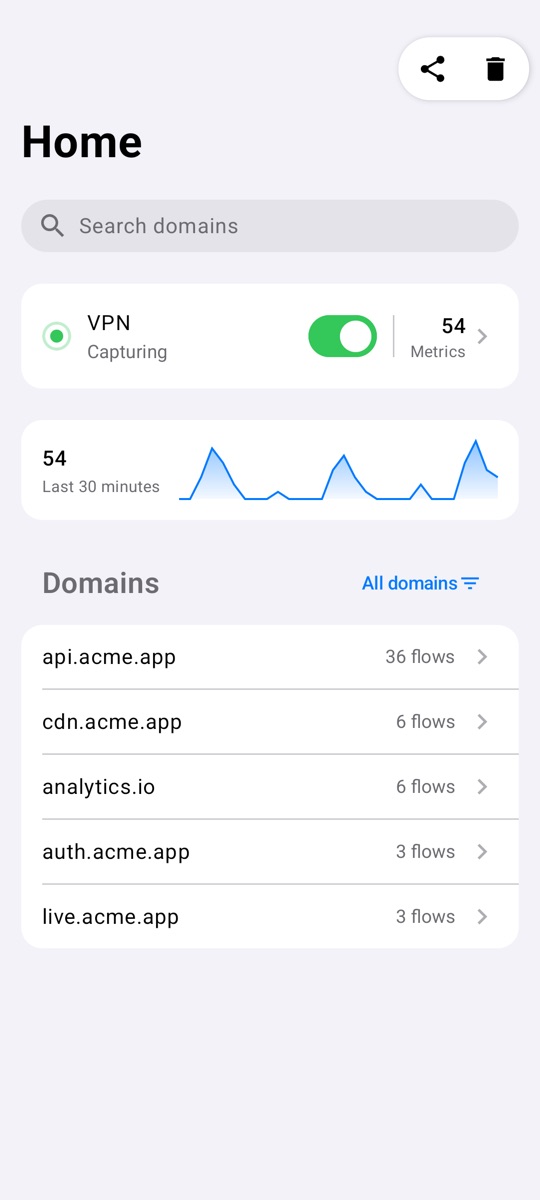 Home
Search domains
VPN
Capturing
54
Metrics
54
Last 30 minutes
Domains
All domains
api.acme.app 36 flows
cdn.acme.app 6 flows
analytics.io 6 flows
auth.acme.app 3 flows
live.acme.app 3 flows